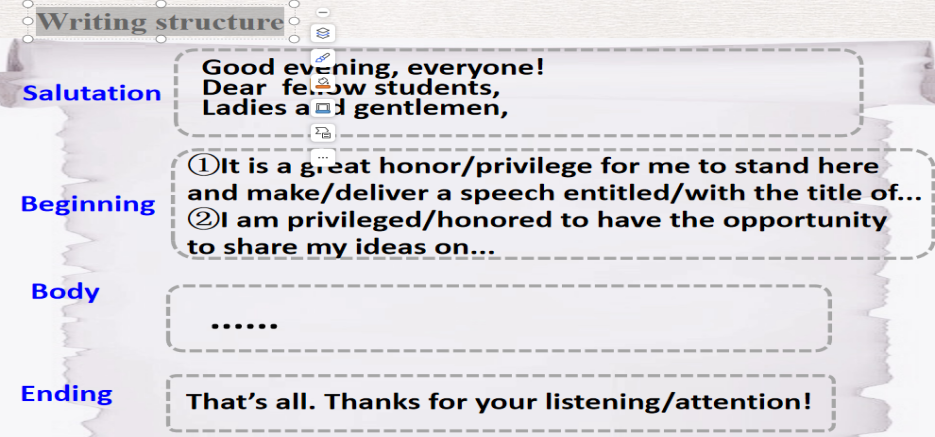 Writing structure
Salutation
Good evening, everyone!
Dear fellow students,
Ladies and gentlemen,
Beginning
①It is a great honor/privilege for me to stand here
and make/deliver a speech entitled/with the title of...
②I am privileged/honored to have the opportunity
to share my ideas on...
Body
......
Ending
That’s all. Thanks for your listening/attention!